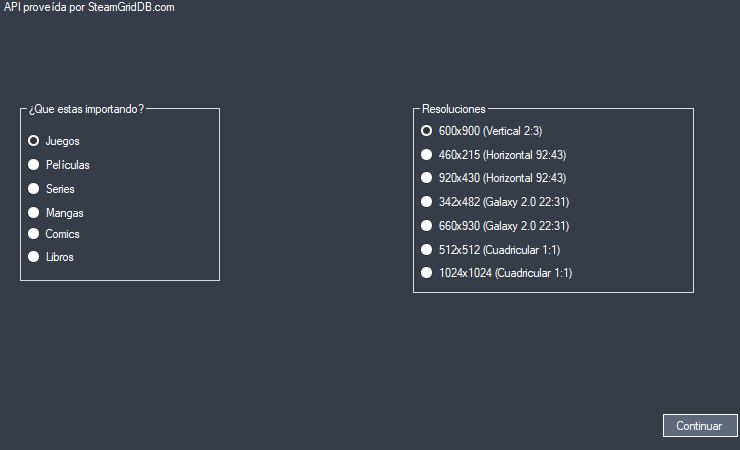 API proveída por SteamGridDB.com
¿Que estas importando?
Juegos
Películas
Series
Mangas
Comics
Libros
Resoluciones
600x900 (Vertical 2:3)
460x215 (Horizontal 92:43)
920x430 (Horizontal 92:43)
342x482 (Galaxy 2.0 22:31)
660x930 (Galaxy 2.0 22:31)
512x512 (Cuadricular 1:1)
1024x1024 (Cuadricular 1:1)
Continuar